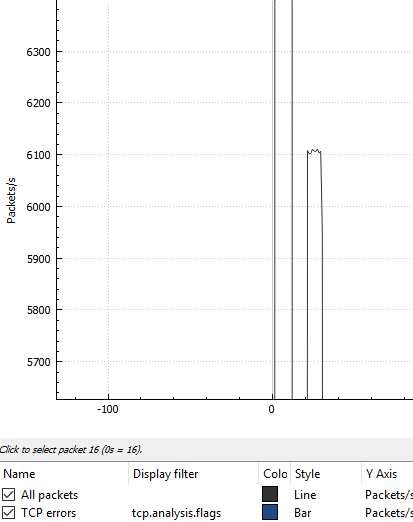 6300
6200
6100
Packets/s
6000
5900
5800
5700
-100 0
Click to select packet 16 (0s = 16).
Name Display filter Colo Style Y Axis
All packets Line Packets/s
TCP errors tcp.analysis.flags Bar Packets/s